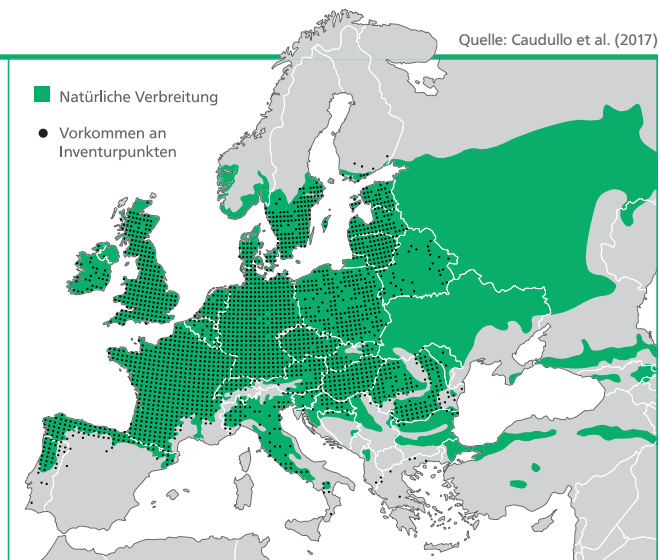 Quelle: Caudullo et al. (2017)
Natürliche Verbreitung
Vorkommen an
Inventurpunkten